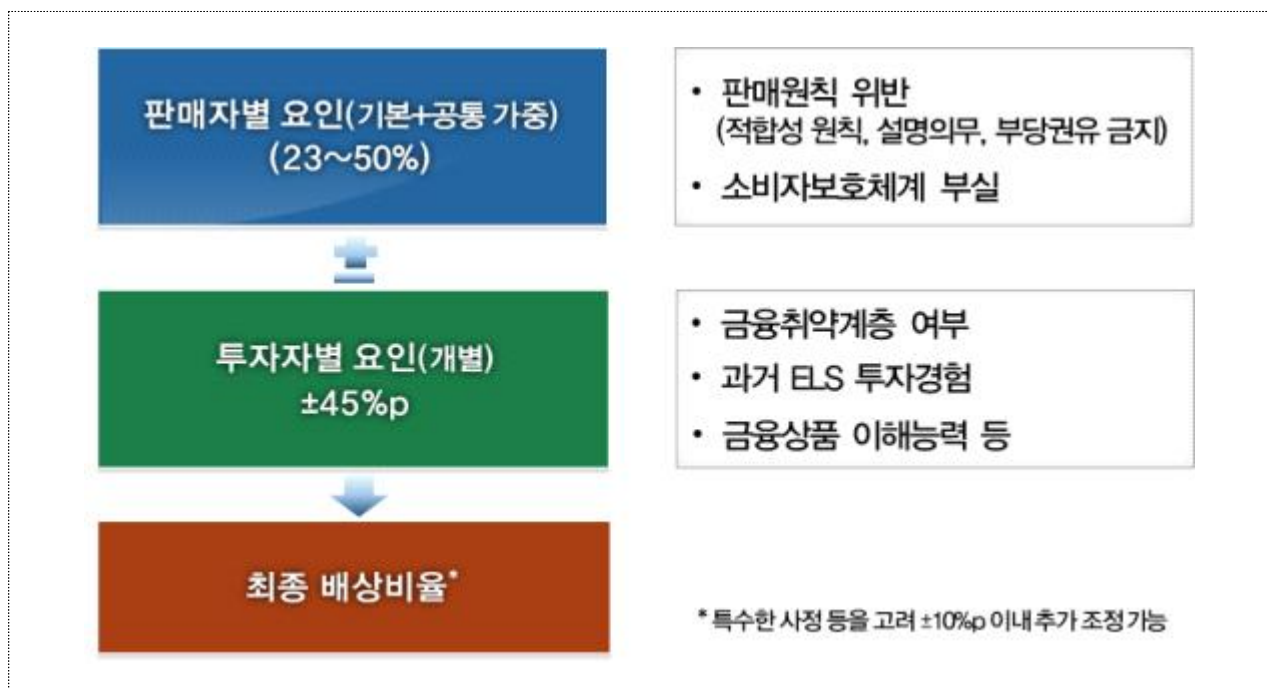 판매자별 요인(기본+공통 가중)
(23~50%)
• 판매원칙 위반
(적합성 원칙, 설명의무, 부당권유 금지)
• 소비자보호체계 부실
±
투자자별 요인(개별)
±45%p
• 금융취약계층 여부
• 과거 ELS 투자경험
• 금융상품 이해능력 등
최종 배상비율*
* 특수한 사정 등을 고려 ±10%p 이내 추가 조정 가능